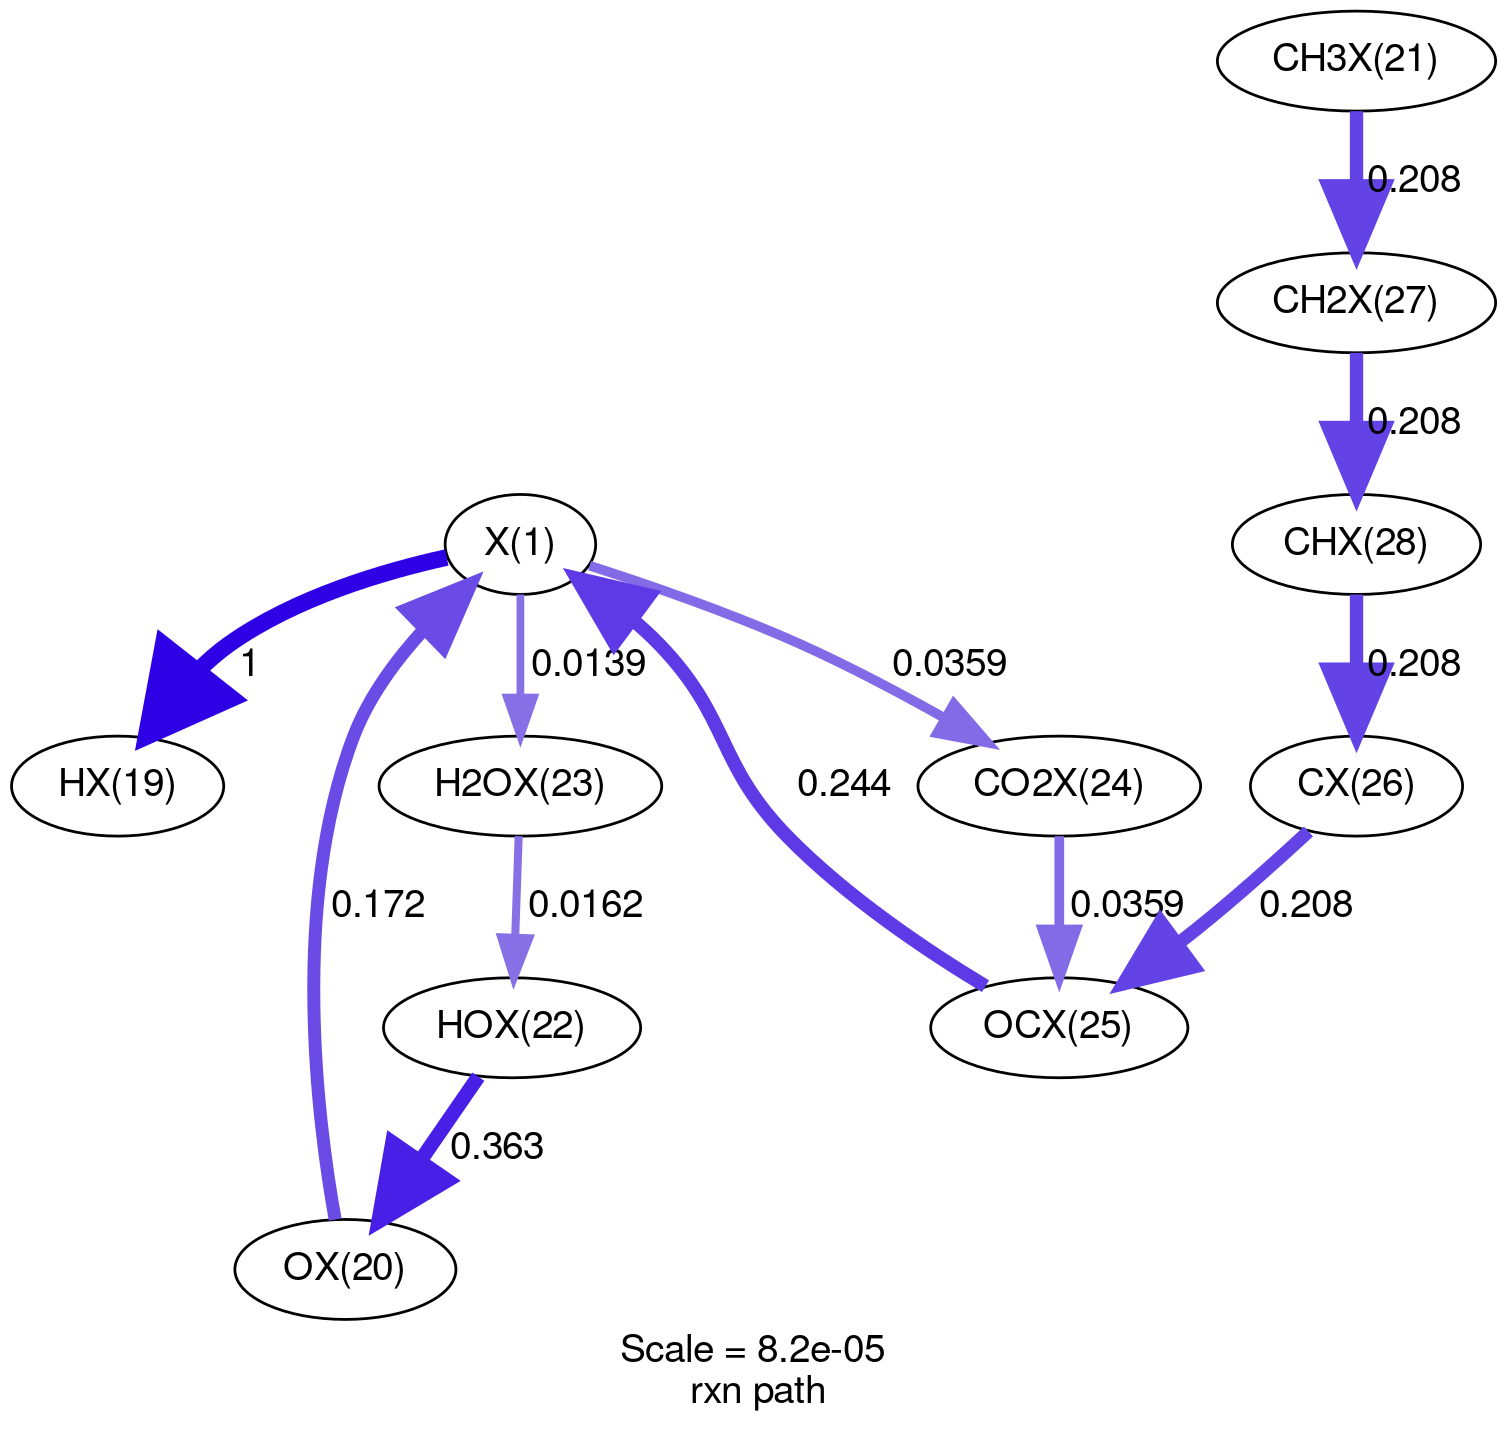 CH3X(21)
0.208
CH2X(27)
0.208
X(1)
CHX(28)
1
0.0139
0.0359
0.208
HX(19)
H2OX(23)
0.244
CO2X(24)
CX(26)
0.172
0.0162
0.0359
0.208
HOX(22)
OCX(25)
0.363
OX(20)
Scale = 8.2e-05
rxn path